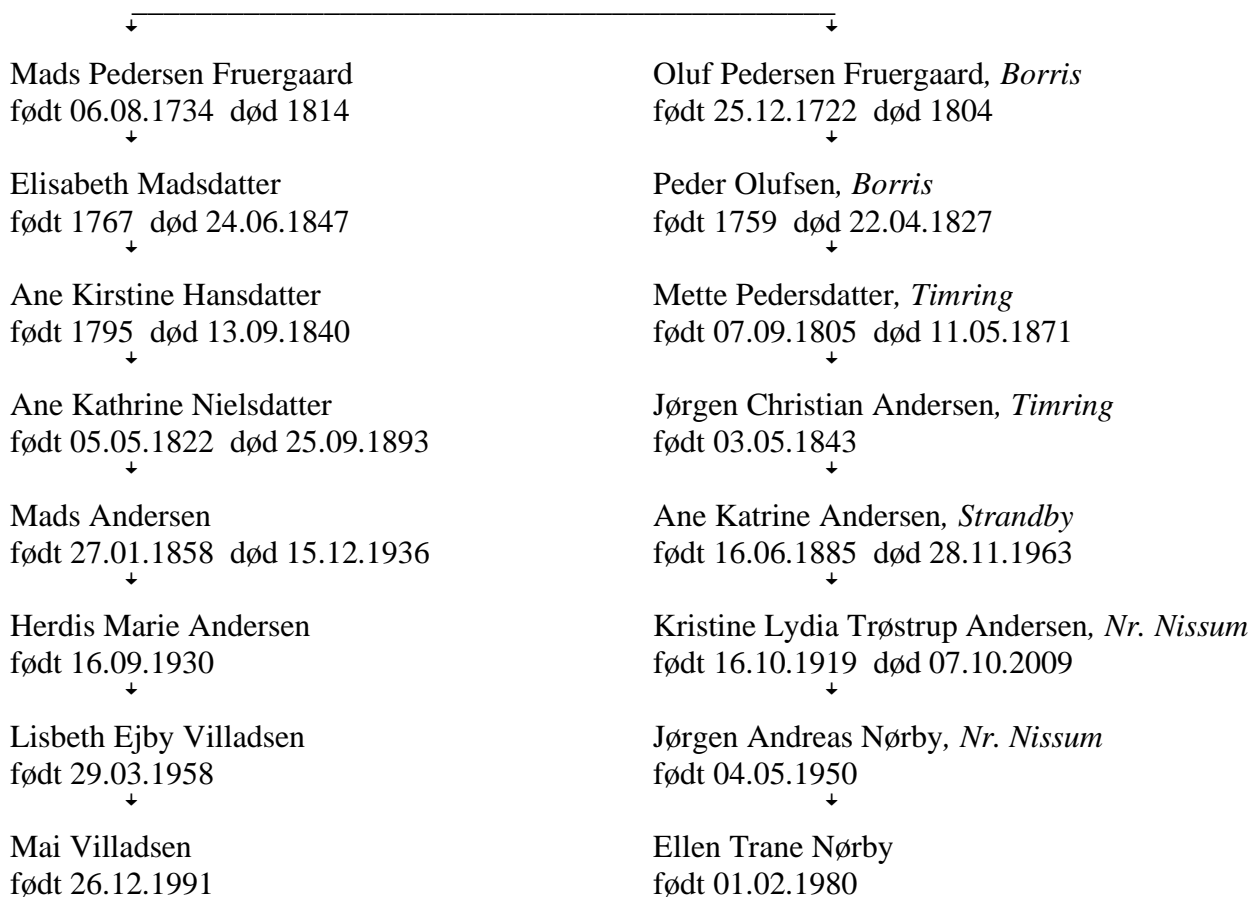 Mads Pedersen Fruergaard
født 06.08.1734 død 1814
Elisabeth Madsdatter
født 1767 død 24.06.1847
Ane Kirstine Hansdatter
født 1795 død 13.09.1840
Ane Kathrine Nielsdatter
født 05.05.1822 død 25.09.1893
Mads Andersen
født 27.01.1858 død 15.12.1936
Herdis Marie Andersen
født 16.09.1930
Lisbeth Ejby Villadsen
født 29.03.1958
Mai Villadsen
født 26.12.1991
Oluf Pedersen Fruergaard, Borris
født 25.12.1722 død 1804
Peder Olufsen, Borris
født 1759 død 22.04.1827
Mette Pedersdatter, Timring
født 07.09.1805 død 11.05.1871
Jørgen Christian Andersen, Timring
født 03.05.1843
Ane Katrine Andersen, Strandby
født 16.06.1885 død 28.11.1963
Kristine Lydia Trøstrup Andersen, Nr. Nissum
født 16.10.1919 død 07.10.2009
Jørgen Andreas Nørby, Nr. Nissum
født 04.05.1950
Ellen Trane Nørby
født 01.02.1980